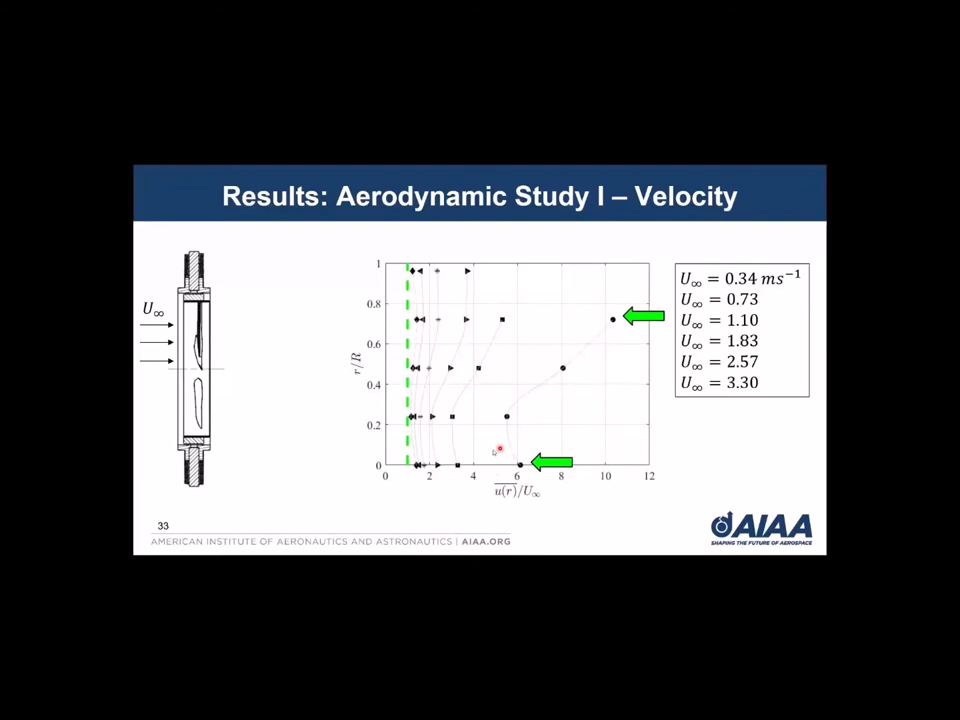 Results: Aerodynamic Study I – Velocity
U∞
1
0.8
0.6
0.4
0.2
0
r/R
0 2 4 6 8 10 12
u(r)/U∞
U∞ = 0.34 ms⁻¹
U∞ = 0.73
U∞ = 1.10
U∞ = 1.83
U∞ = 2.57
U∞ = 3.30
33
AMERICAN INSTITUTE OF AERONAUTICS AND ASTRONAUTICS | AIAA.ORG
AIAA
SHAPING THE FUTURE OF AEROSPACE